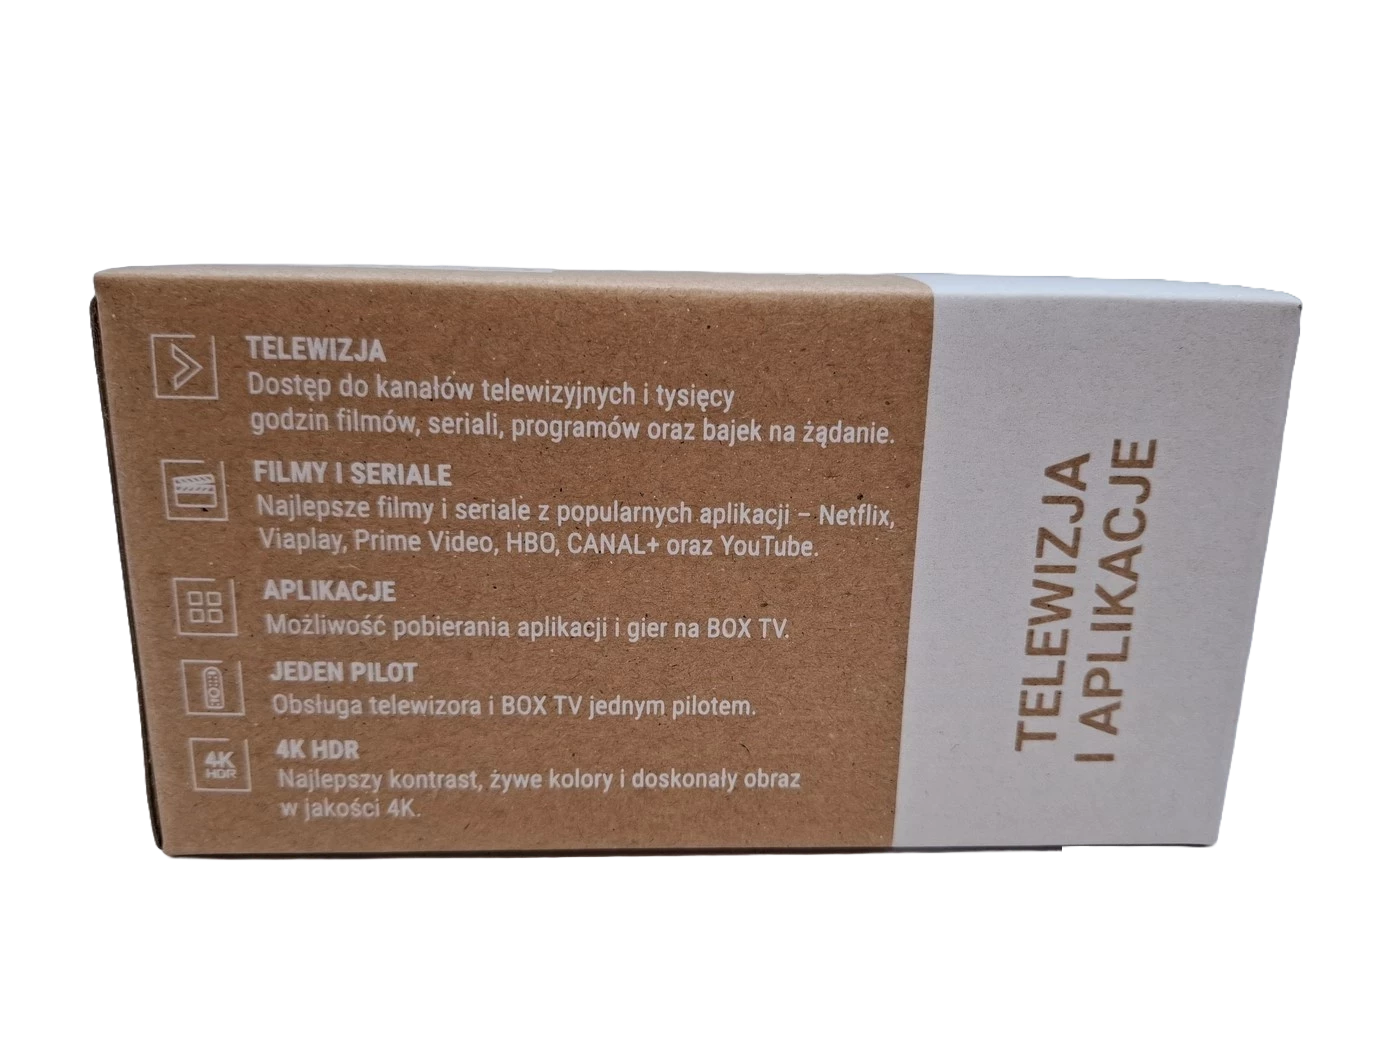 TELEWIZJA
Dostęp do kanałów telewizyjnych i tysięcy
godzin filmów, seriali, programów oraz bajek na żądanie.
FILMY I SERIALE
Najlepsze filmy i seriale z popularnych aplikacji – Netflix,
Viaplay, Prime Video, HBO, CANAL+ oraz YouTube.
APLIKACJE
Możliwość pobierania aplikacji i gier na BOX TV.
JEDEN PILOT
Obsługa telewizora i BOX TV jednym pilotem.
4K
HDR
4K HDR
Najlepszy kontrast, żywe kolory i doskonały obraz
w jakości 4K.
TELEWIZJA
I APLIKACJE